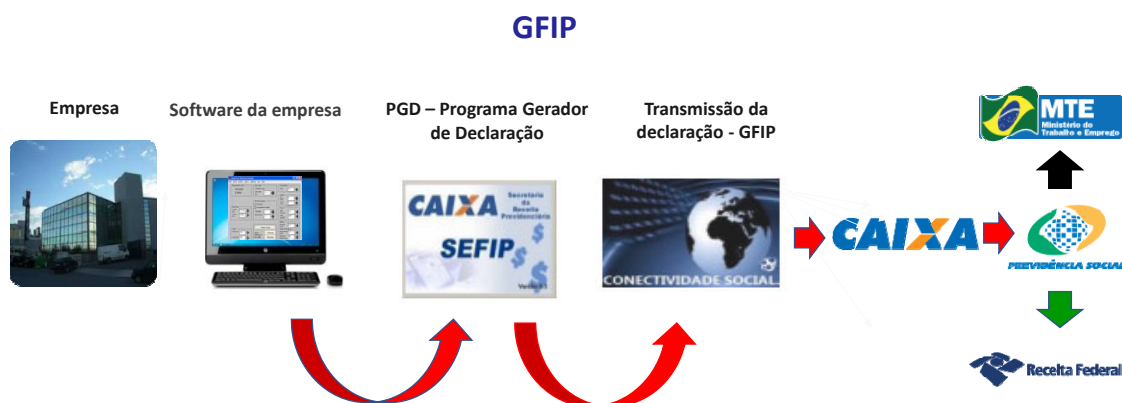 GFIP
Empresa
Software da empresa
PGD – Programa Gerador
de Declaração
Transmissão da
declaração - GFIP
MTE
Ministério do
Trabalho e Emprego
CAIXA
Secretaria
da
Receita
Previdenciária
SEFIP
CONECTIVIDADE SOCIAL
CAIXA
PREVIDÊNCIA SOCIAL
Receita Federal